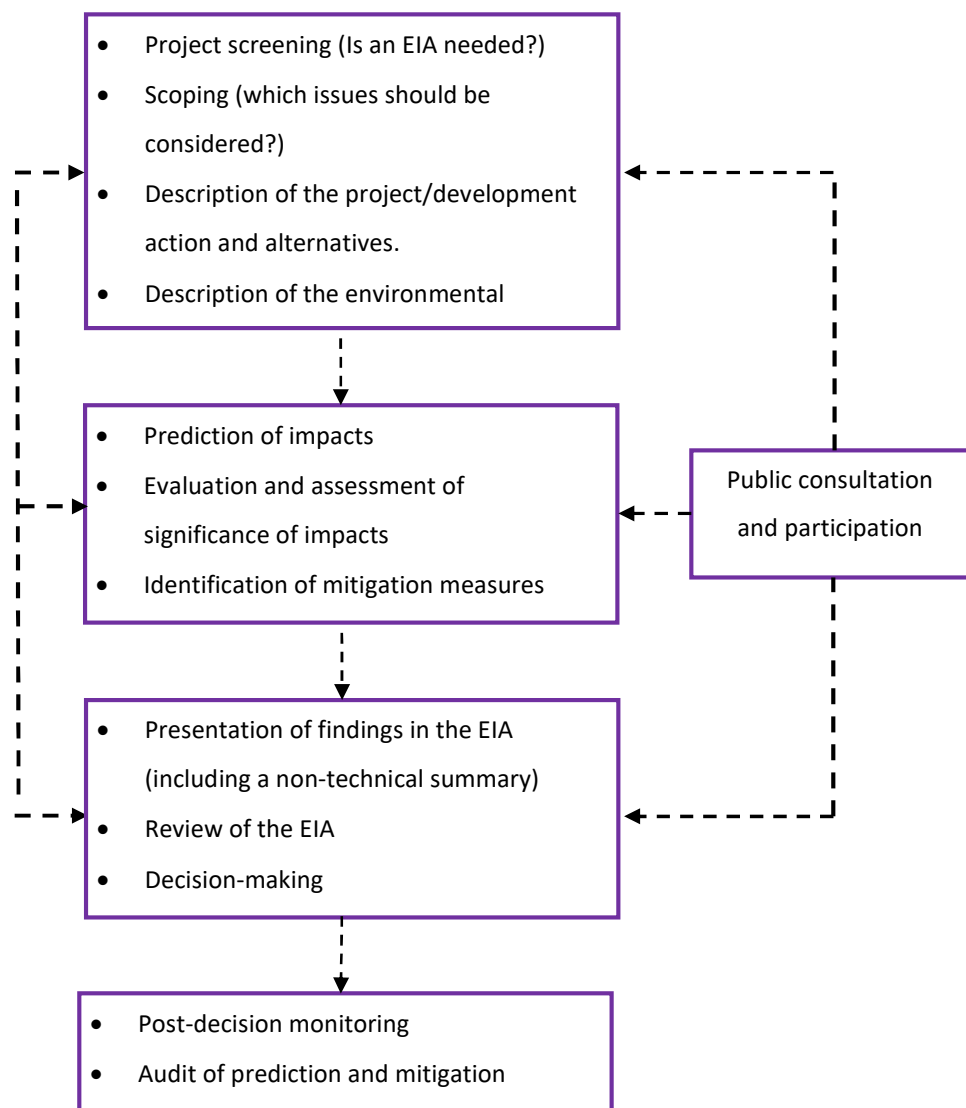 • Project screening (Is an EIA needed?)
• Scoping (which issues should be
considered?)
• Description of the project/development
action and alternatives.
• Description of the environmental
• Prediction of impacts
• Evaluation and assessment of
significance of impacts
• Identification of mitigation measures
Public consultation
and participation
• Presentation of findings in the EIA
(including a non-technical summary)
• Review of the EIA
• Decision-making
• Post-decision monitoring
• Audit of prediction and mitigation